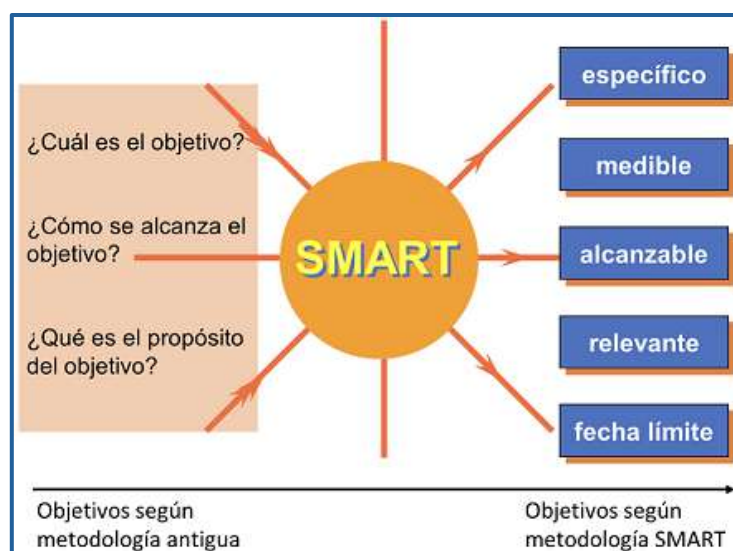 ¿Cuál es el objetivo?
¿Cómo se alcanza el
objetivo?
¿Qué es el propósito
del objetivo?
SMART
específico
medible
alcanzable
relevante
fecha límite
Objetivos según
metodología antigua
Objetivos según
metodología SMART